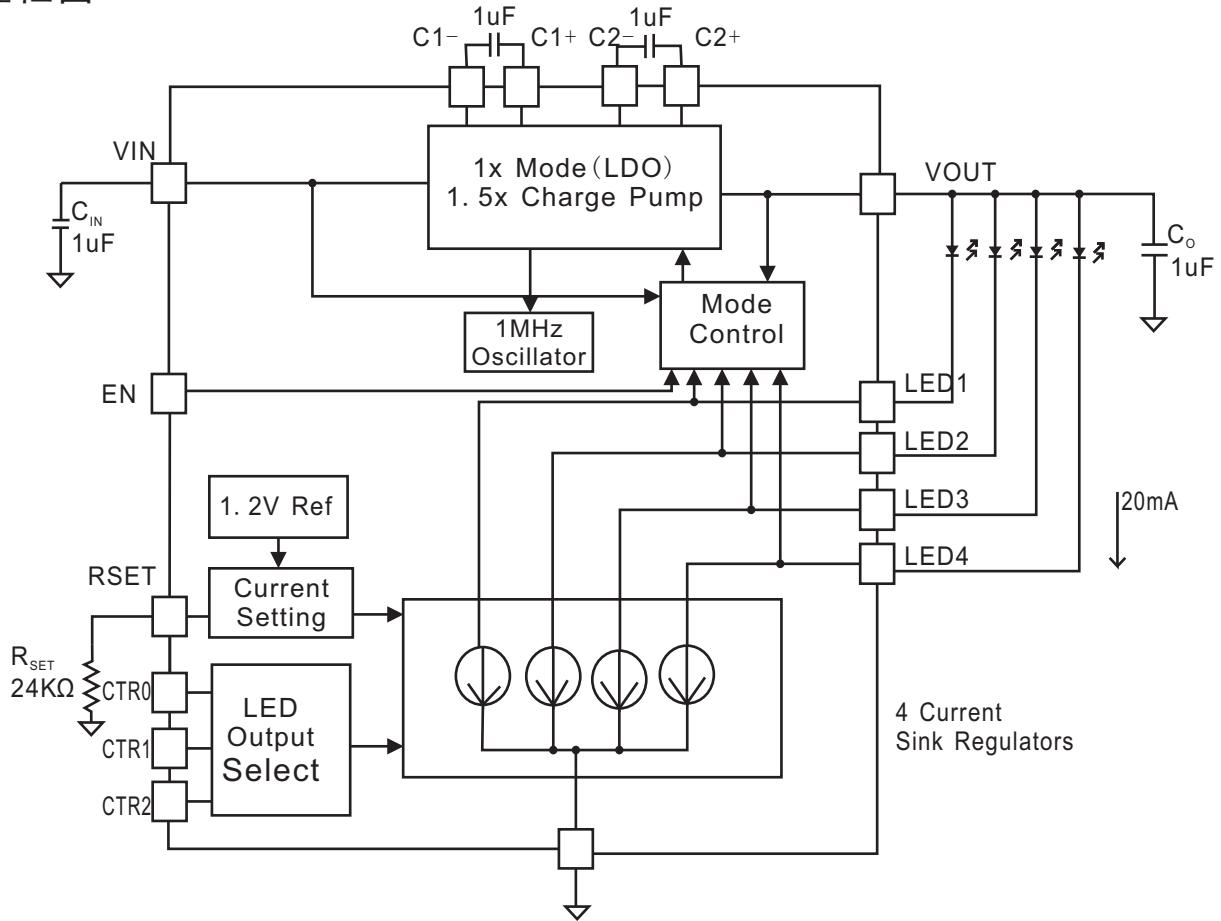 1uF
1uF
C1-
C1+
C2-
C2+
VIN
1x Mode(LDO)
1.5x Charge Pump
VOUT
CIN
1uF
CO
1uF
Mode
Control
1MHz
Oscillator
EN
LED1
LED2
1.2V Ref
LED3
20mA
RSET
LED4
Current
Setting
RSET
24KΩ
CTR0
LED
Output
Select
4 Current
Sink Regulators
CTR1
CTR2